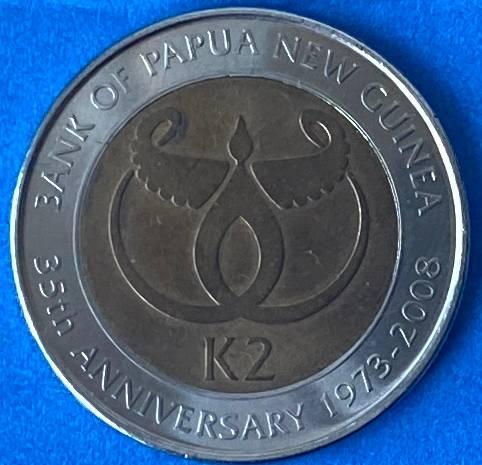 BANK OF PAPUA NEW GUINEA
K2
35th ANNIVERSARY 1973-2008